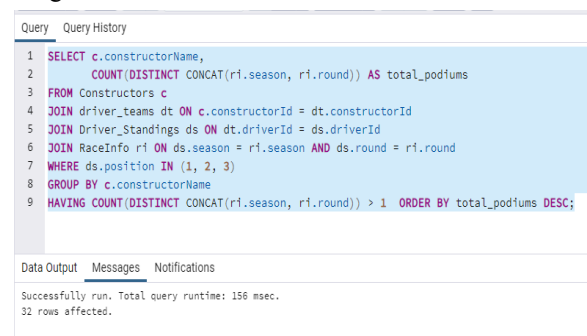 Query Query History
1 SELECT c.constructorName,
2 COUNT(DISTINCT CONCAT(ri.season, ri.round)) AS total_podiums
3 FROM Constructors c
4 JOIN driver_teams dt ON c.constructorId = dt.constructorId
5 JOIN Driver_Standings ds ON dt.driverId = ds.driverId
6 JOIN RaceInfo ri ON ds.season = ri.season AND ds.round = ri.round
7 WHERE ds.position IN (1, 2, 3)
8 GROUP BY c.constructorName
9 HAVING COUNT(DISTINCT CONCAT(ri.season, ri.round)) > 1 ORDER BY total_podiums DESC;
Data Output Messages Notifications
Successfully run. Total query runtime: 156 msec.
32 rows affected.